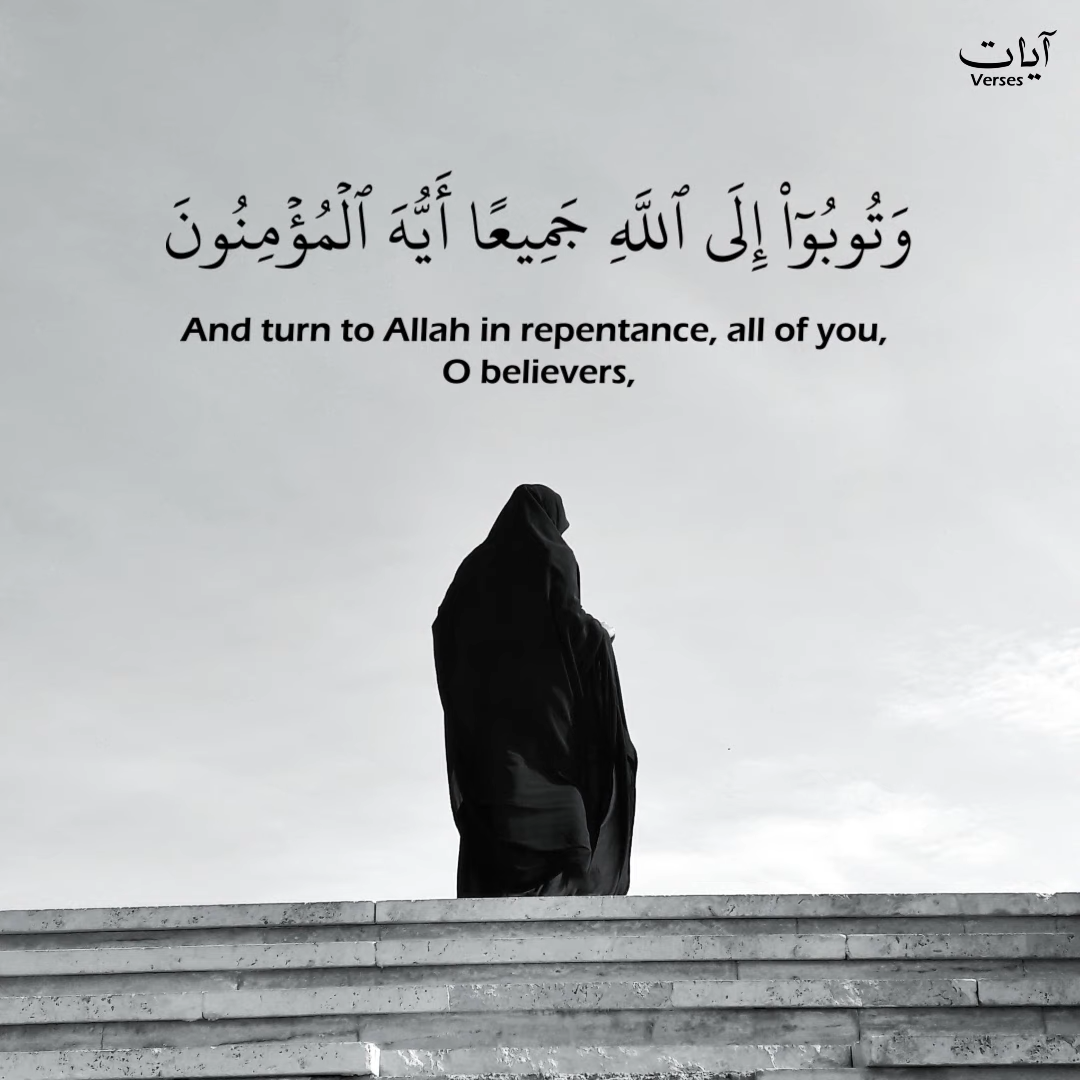 آيات
Verses
وَتُوبُوٓا۟ إِلَى ٱللَّهِ جَمِيعًا أَيُّهَ ٱلْمُؤْمِنُونَ
And turn to Allah in repentance, all of you,
O believers,